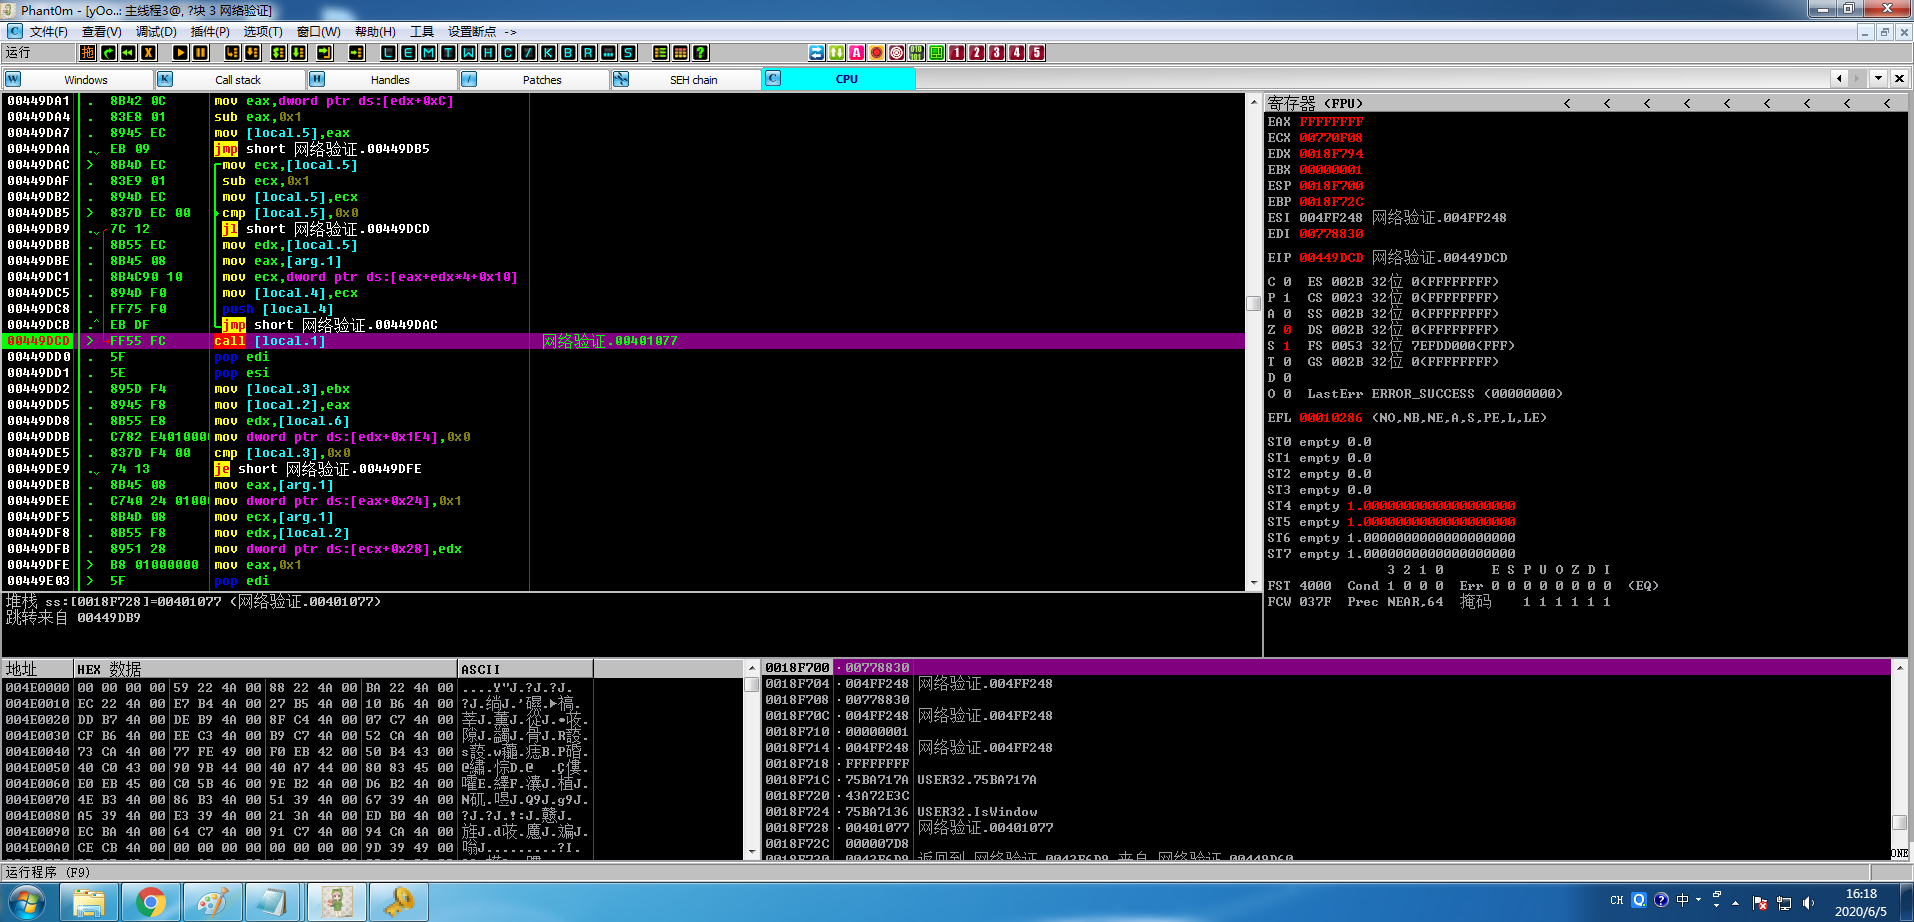 Phant0m - [yOo..: 主线程3@, ?块 3 网络验证]
文件(F) 查看(V) 调试(D) 插件(P) 选项(T) 窗口(W) 帮助(H) 工具 设置断点 ->
运行 拖 X L E M T W H C / K B R ... S ? A 1 2 3 4 5
W Windows K Call stack H Handles / Patches SEH chain C CPU
00449DA1 . 8B42 0C mov eax,dword ptr ds:[edx+0xC]
00449DA4 . 83E8 01 sub eax,0x1
00449DA7 . 8945 EC mov [local.5],eax
00449DAA . EB 09 jmp short 网络验证.00449DB5
00449DAC > 8B4D EC mov ecx,[local.5]
00449DAF . 83E9 01 sub ecx,0x1
00449DB2 . 894D EC mov [local.5],ecx
00449DB5 > 837D EC 00 cmp [local.5],0x0
00449DB9 . 7C 12 jl short 网络验证.00449DCD
00449DBB . 8B55 EC mov edx,[local.5]
00449DBE . 8B45 08 mov eax,[arg.1]
00449DC1 . 8B4C90 10 mov ecx,dword ptr ds:[eax+edx*4+0x10]
00449DC5 . 894D F0 mov [local.4],ecx
00449DC8 . FF75 F0 push [local.4]
00449DCB .^ EB DF jmp short 网络验证.00449DAC
00449DCD > FF55 FC call [local.1] 网络验证.00401077
00449DD0 . 5F pop edi
00449DD1 . 5E pop esi
00449DD2 . 895D F4 mov [local.3],ebx
00449DD5 . 8945 F8 mov [local.2],eax
00449DD8 . 8B55 E8 mov edx,[local.6]
00449DDB . C782 E4010000 mov dword ptr ds:[edx+0x1E4],0x0
00449DE5 . 837D F4 00 cmp [local.3],0x0
00449DE9 . 74 13 je short 网络验证.00449DFE
00449DEB . 8B45 08 mov eax,[arg.1]
00449DEE . C740 24 0100 mov dword ptr ds:[eax+0x24],0x1
00449DF5 . 8B4D 08 mov ecx,[arg.1]
00449DF8 . 8B55 F8 mov edx,[local.2]
00449DFB . 8951 28 mov dword ptr ds:[ecx+0x28],edx
00449DFE > B8 01000000 mov eax,0x1
00449E03 > 5F pop edi
堆栈 ss:[0018F728]=00401077 (网络验证.00401077)
跳转来自 00449DB9
寄存器 (FPU) < < < < < < < < <
EAX FFFFFFFF
ECX 00770F08
EDX 0018F794
EBX 00000001
ESP 0018F700
EBP 0018F72C
ESI 004FF248 网络验证.004FF248
EDI 00778830
EIP 00449DCD 网络验证.00449DCD
C 0 ES 002B 32位 0(FFFFFFFF)
P 1 CS 0023 32位 0(FFFFFFFF)
A 0 SS 002B 32位 0(FFFFFFFF)
Z 0 DS 002B 32位 0(FFFFFFFF)
S 1 FS 0053 32位 7EFDD000(FFF)
T 0 GS 002B 32位 0(FFFFFFFF)
D 0
O 0 LastErr ERROR_SUCCESS (00000000)
EFL 00010286 (NO,NB,NE,A,S,PE,L,LE)
ST0 empty 0.0
ST1 empty 0.0
ST2 empty 0.0
ST3 empty 0.0
ST4 empty 1.0000000000000000000
ST5 empty 1.0000000000000000000
ST6 empty 1.0000000000000000000
ST7 empty 1.0000000000000000000
3 2 1 0 E S P U O Z D I
FST 4000 Cond 1 0 0 0 Err 0 0 0 0 0 0 0 0 (EQ)
FCW 037F Prec NEAR,64 掩码 1 1 1 1 1 1
地址 HEX 数据 ASCII
004E0000 00 00 00 00 59 22 4A 00 88 22 4A 00 BA 22 4A 00 ....Y"J.?J.?J.
004E0010 EC 22 4A 00 E7 B4 4A 00 27 B5 4A 00 10 B6 4A 00
004E0020 DD B7 4A 00 DE B9 4A 00 8F C4 4A 00 07 C7 4A 00
004E0030 CF B6 4A 00 EE C3 4A 00 B9 C7 4A 00 52 CA 4A 00
004E0040 73 CA 4A 00 77 FE 49 00 F0 EB 42 00 50 B4 43 00
004E0050 40 C0 43 00 90 9B 44 00 40 A7 44 00 80 83 45 00
004E0060 E0 EB 45 00 C0 5B 46 00 9E B2 4A 00 D6 B2 4A 00
004E0070 4E B3 4A 00 86 B3 4A 00 51 39 4A 00 67 39 4A 00
004E0080 A5 39 4A 00 E3 39 4A 00 21 3A 4A 00 ED B0 4A 00
004E0090 EC BA 4A 00 64 C7 4A 00 91 C7 4A 00 94 CA 4A 00
004E00A0 CE CB 4A 00 00 00 00 00 00 00 00 00 9D 39 49 00
0018F700 00778830
0018F704 004FF248 网络验证.004FF248
0018F708 00778830
0018F70C 004FF248 网络验证.004FF248
0018F710 00000001
0018F714 004FF248 网络验证.004FF248
0018F718 FFFFFFFF
0018F71C 75BA717A USER32.75BA717A
0018F720 43A72E3C
0018F724 75BA7136 USER32.IsWindow
0018F728 00401077 网络验证.00401077
0018F72C 000007D8
0018F730 0043F6D9 返回到 网络验证.0043F6D9 来自 网络验证.00449D60
ONE
运行程序 (F9)
CH 中 16:18
2020/6/5